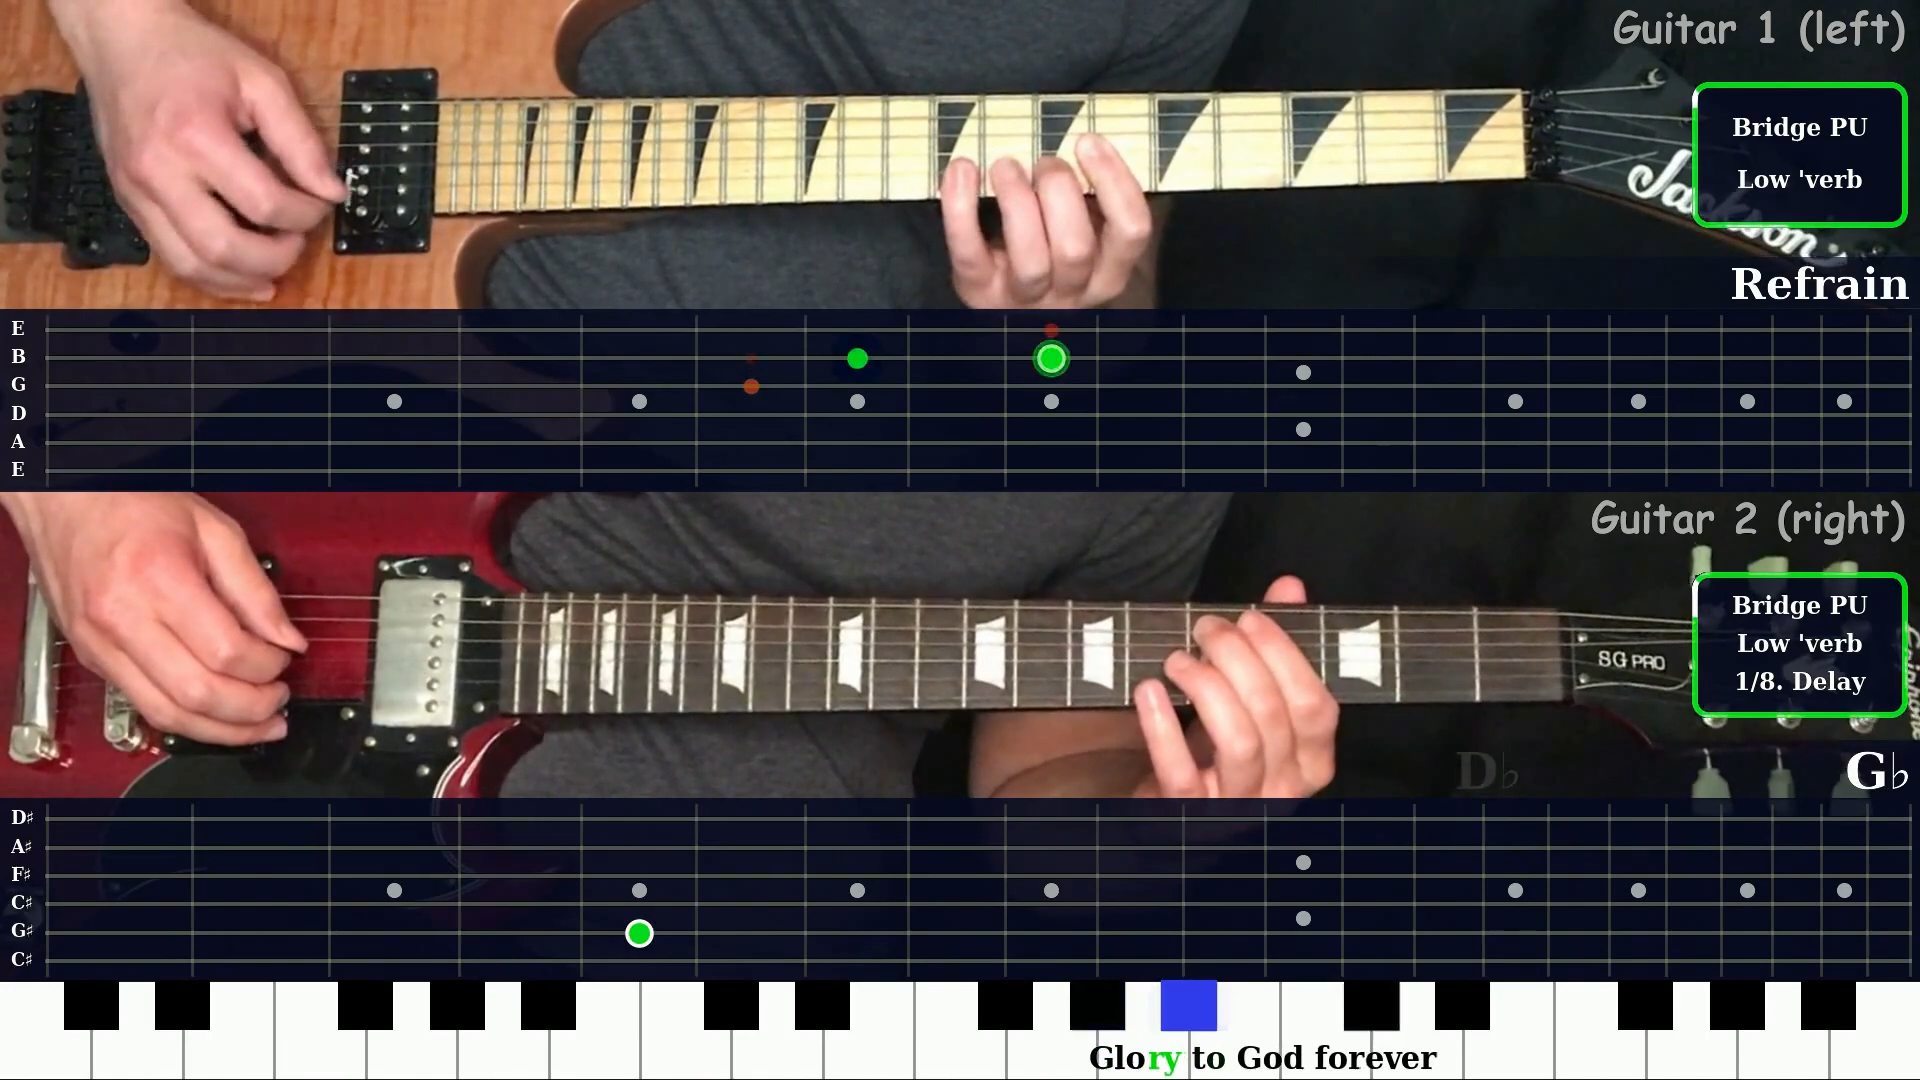 Guitar 1 (left)
Bridge PU
Low 'verb
Jackson
Refrain
E
B
G
D
A
E
Guitar 2 (right)
Bridge PU
Low 'verb
1/8. Delay
SG PRO
D♭
G♭
D♯
A♯
F♯
C♯
G♯
C♯
Glory to God forever